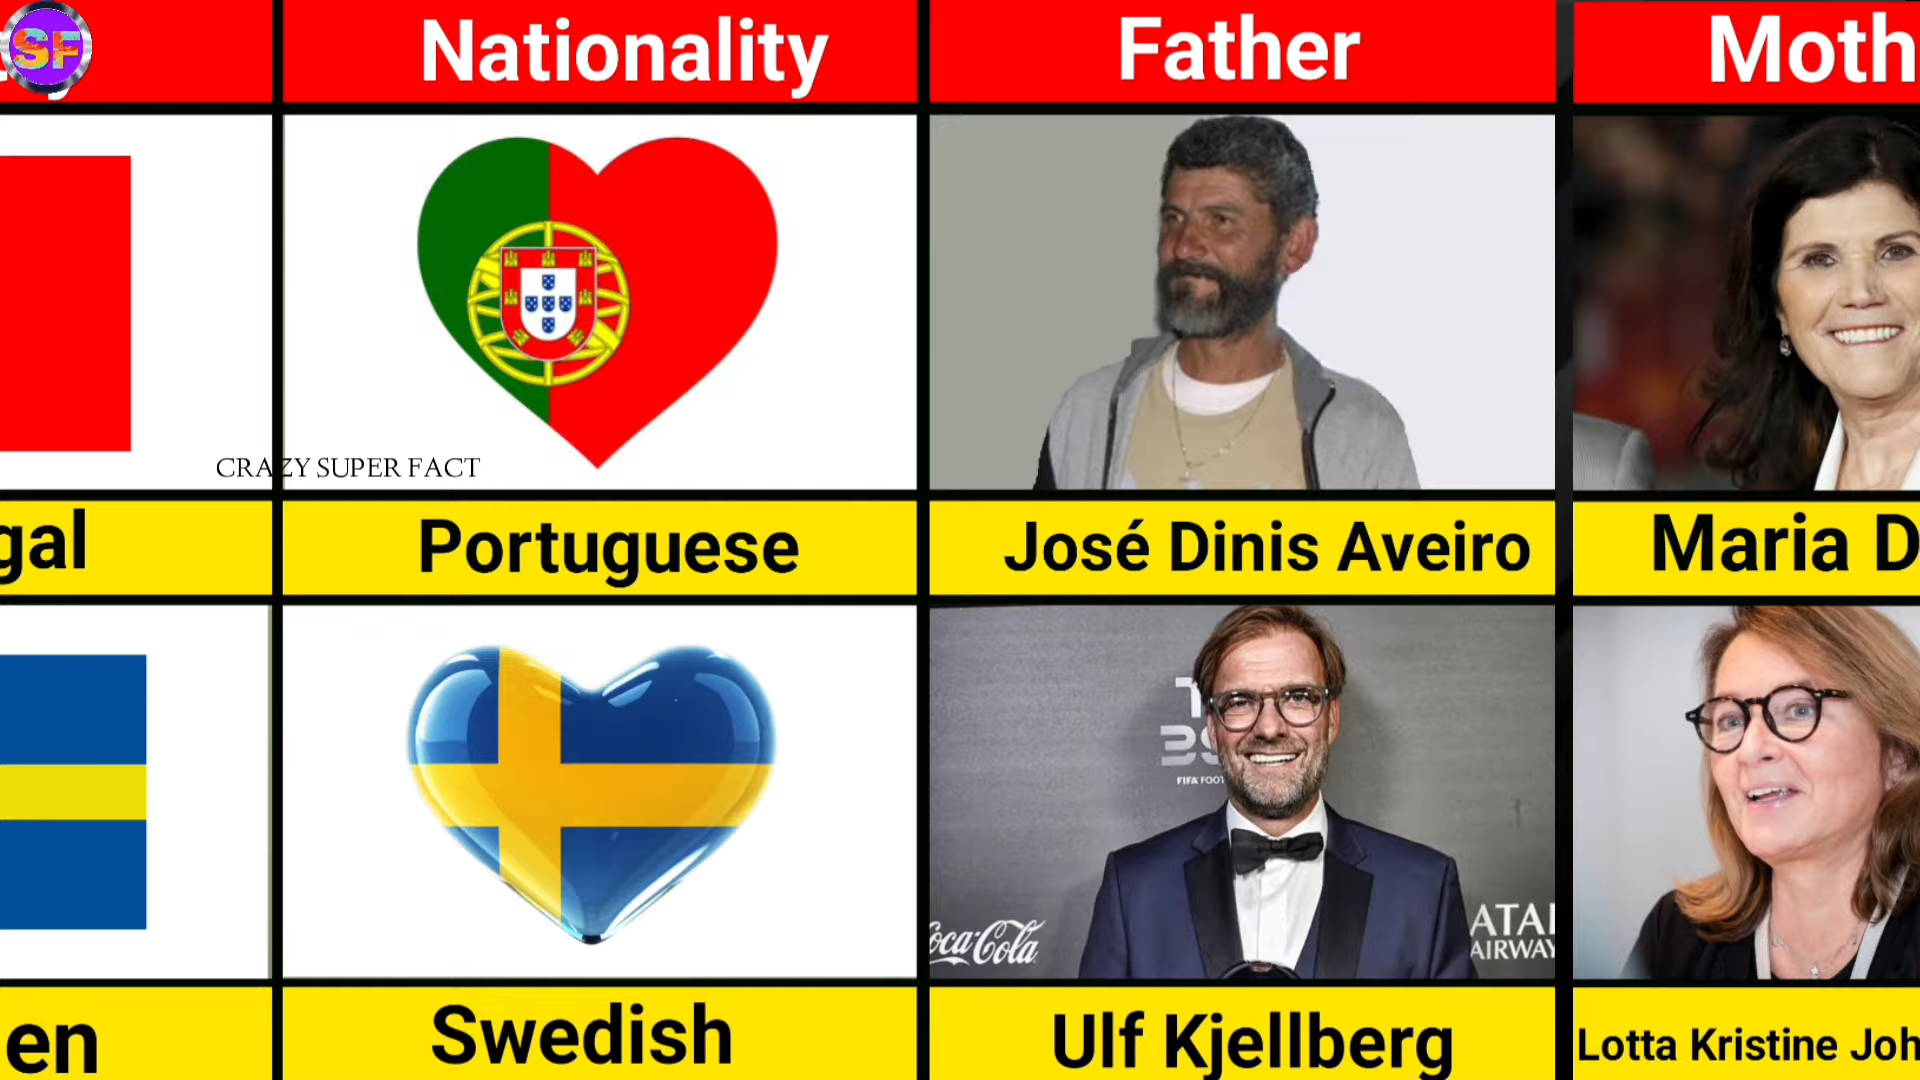 SF
Nationality
Father
Moth
CRAZY SUPER FACT
gal
Portuguese
José Dinis Aveiro
Maria D
FIFA FOOT
Coca-Cola
ATAI
AIRWAY
en
Swedish
Ulf Kjellberg
Lotta Kristine Joh